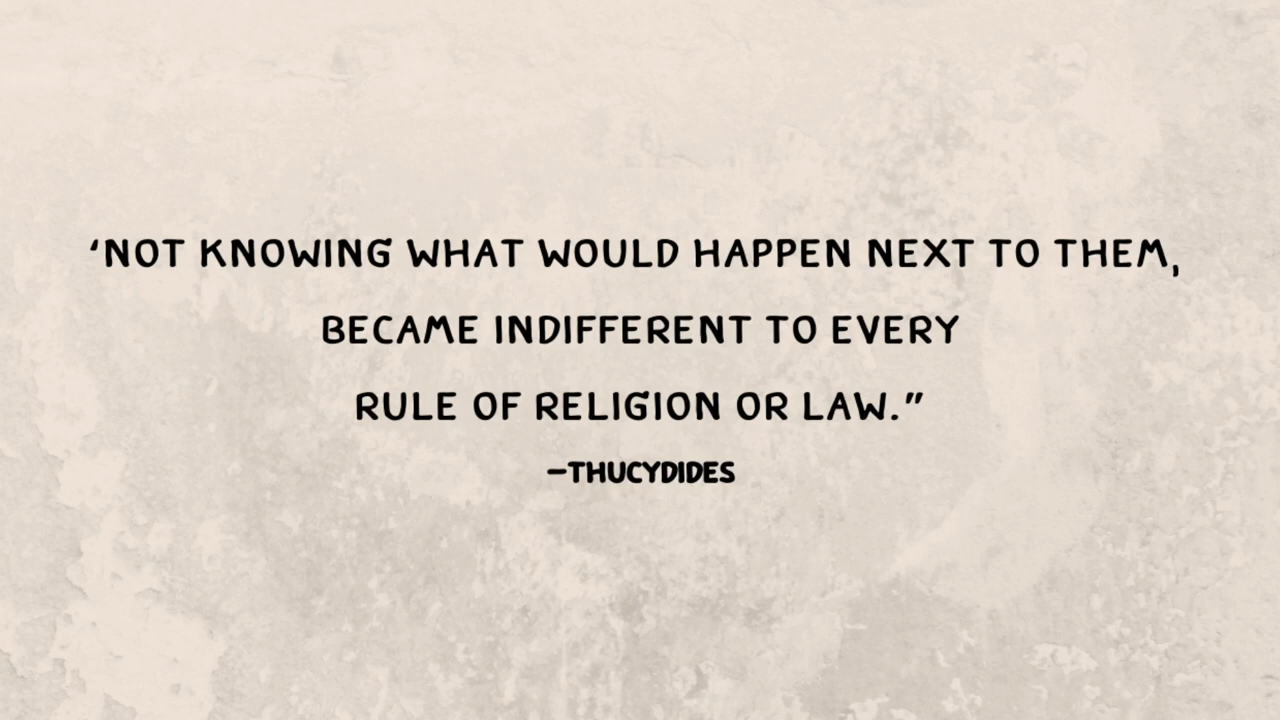 ‘NOT KNOWING WHAT WOULD HAPPEN NEXT TO THEM,
BECAME INDIFFERENT TO EVERY
RULE OF RELIGION OR LAW.”
–THUCYDIDES